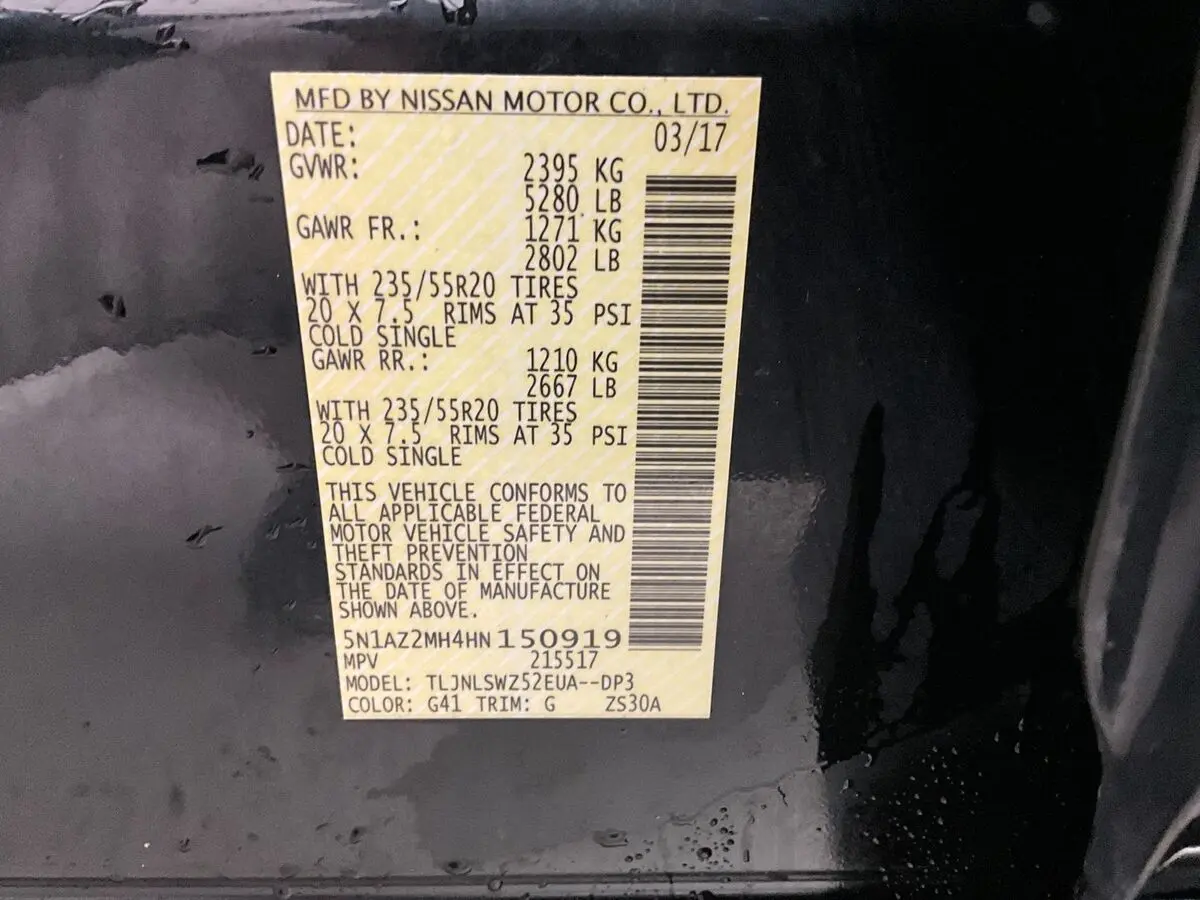 MFD BY NISSAN MOTOR CO., LTD.
DATE: 03/17
GVWR: 2395 KG
5280 LB
GAWR FR.: 1271 KG
2802 LB
WITH 235/55R20 TIRES
20 X 7.5 RIMS AT 35 PSI
COLD SINGLE
GAWR RR.: 1210 KG
2667 LB
WITH 235/55R20 TIRES
20 X 7.5 RIMS AT 35 PSI
COLD SINGLE
THIS VEHICLE CONFORMS TO
ALL APPLICABLE FEDERAL
MOTOR VEHICLE SAFETY AND
THEFT PREVENTION
STANDARDS IN EFFECT ON
THE DATE OF MANUFACTURE
SHOWN ABOVE.
5N1AZ2MH4HN150919
MPV 215517
MODEL: TLJNLSWZ52EUA--DP3
COLOR: G41 TRIM: G ZS30A